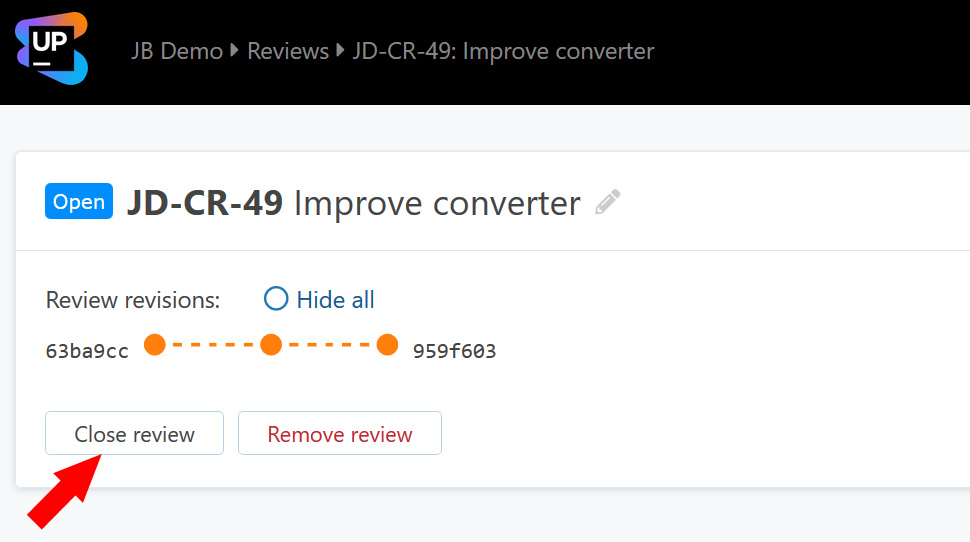 UP
JB Demo Reviews JD-CR-49: Improve converter
Open JD-CR-49 Improve converter
Review revisions: Hide all
63ba9cc 959f603
Close review Remove review